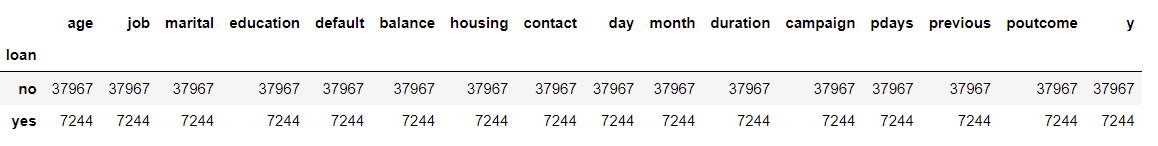 age job marital education default balance housing contact day month duration campaign pdays previous poutcome y
loan
no 37967 37967 37967 37967 37967 37967 37967 37967 37967 37967 37967 37967 37967 37967 37967 37967
yes 7244 7244 7244 7244 7244 7244 7244 7244 7244 7244 7244 7244 7244 7244 7244 7244